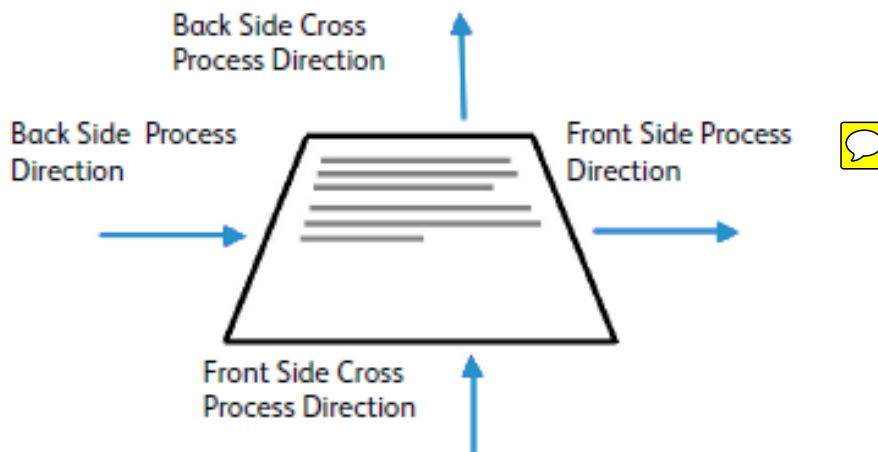 Back Side Cross
Process Direction
Back Side Process
Direction
Front Side Process
Direction
Front Side Cross
Process Direction